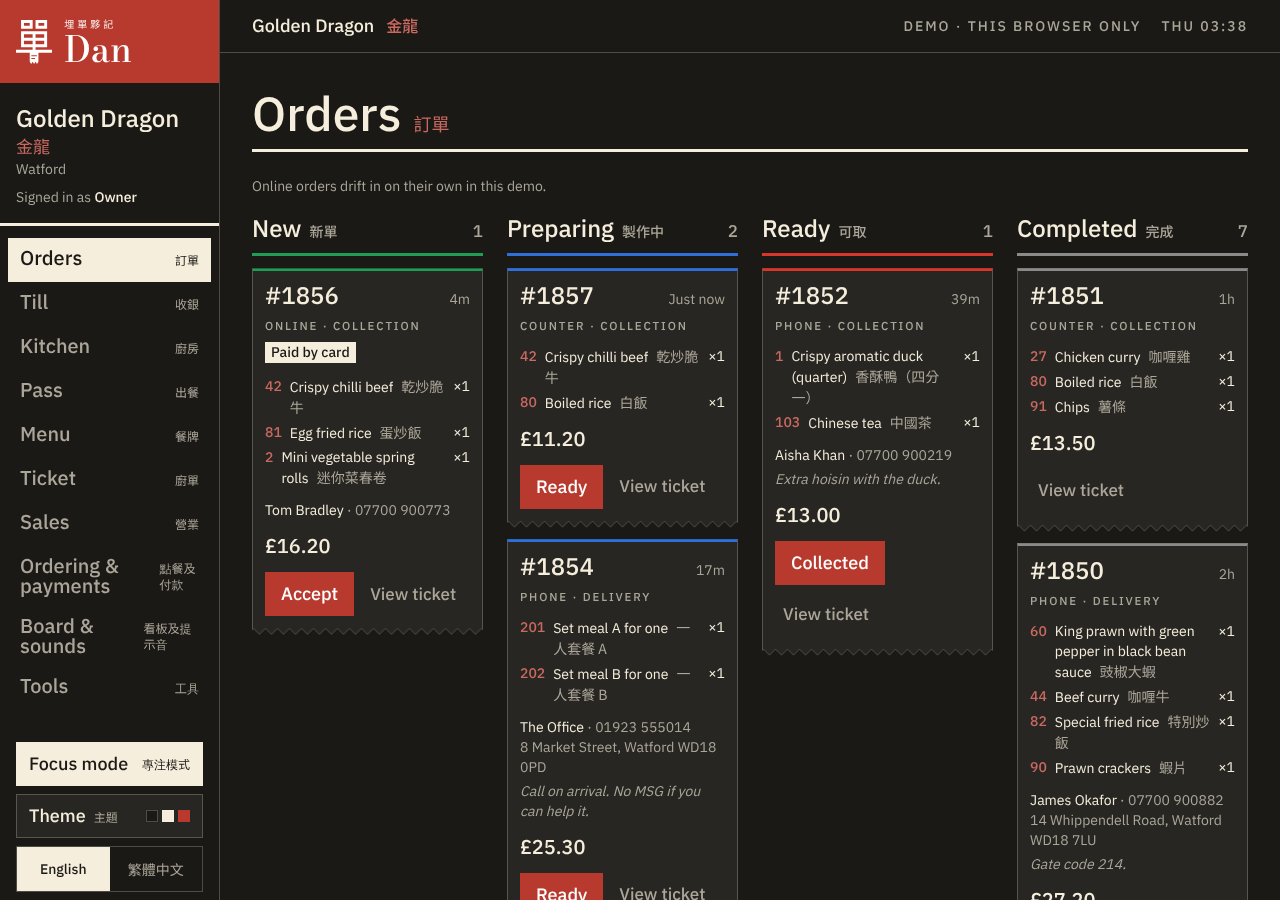 單
埋單夥記
Dan
Golden Dragon
金龍
Watford
Signed in as Owner
Orders 訂單
Till 收銀
Kitchen 廚房
Pass 出餐
Menu 餐牌
Ticket 廚單
Sales 營業
Ordering & payments 點餐及付款
Board & sounds 看板及提示音
Tools 工具
Focus mode 專注模式
Theme 主題
English 繁體中文
Golden Dragon 金龍
DEMO · THIS BROWSER ONLY THU 03:38
Orders 訂單
Online orders drift in on their own in this demo.
New 新單 1
#1856 4m
ONLINE · COLLECTION
Paid by card
42 Crispy chilli beef 乾炒脆 ×1
牛
81 Egg fried rice 蛋炒飯 ×1
2 Mini vegetable spring ×1
rolls 迷你菜春卷
Tom Bradley · 07700 900773
£16.20
Accept View ticket
Preparing 製作中 2
#1857 Just now
COUNTER · COLLECTION
42 Crispy chilli beef 乾炒脆 ×1
牛
80 Boiled rice 白飯 ×1
£11.20
Ready View ticket
#1854 17m
PHONE · DELIVERY
201 Set meal A for one 一 ×1
人套餐 A
202 Set meal B for one 一 ×1
人套餐 B
The Office · 01923 555014
8 Market Street, Watford WD18
0PD
Call on arrival. No MSG if you
can help it.
£25.30
Ready View ticket
Ready 可取 1
#1852 39m
PHONE · COLLECTION
1 Crispy aromatic duck ×1
(quarter) 香酥鴨（四分
一）
103 Chinese tea 中國茶 ×1
Aisha Khan · 07700 900219
Extra hoisin with the duck.
£13.00
Collected
View ticket
Completed 完成 7
#1851 1h
COUNTER · COLLECTION
27 Chicken curry 咖喱雞 ×1
80 Boiled rice 白飯 ×1
91 Chips 薯條 ×1
£13.50
View ticket
#1850 2h
PHONE · DELIVERY
60 King prawn with green ×1
pepper in black bean
sauce 豉椒大蝦
44 Beef curry 咖喱牛 ×1
82 Special fried rice 特別炒 ×1
飯
90 Prawn crackers 蝦片 ×1
James Okafor · 07700 900882
14 Whippendell Road, Watford
WD18 7LU
Gate code 214.